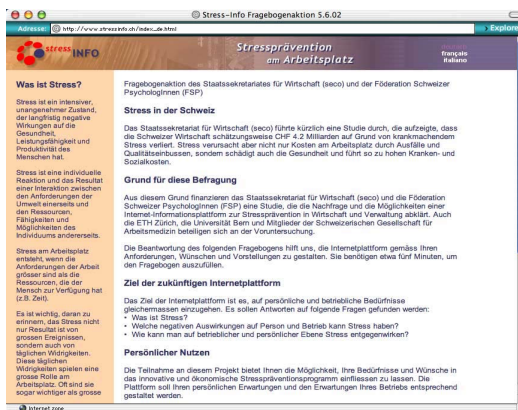 Stress-Info Fragebogenaktion 5.6.02
Adresse: http://www.stressinfo.ch/index_de.html
Explore
stress INFO
Stressprävention
am Arbeitsplatz
français
italiano
Was ist Stress?
Stress ist ein intensiver,
unangenehmer Zustand,
der langfristig negative
Wirkungen auf die
Gesundheit,
Leistungsfähigkeit und
Produktivität des
Menschen hat.
Stress ist eine individuelle
Reaktion und das Resultat
einer Interaktion zwischen
den Anforderungen der
Umwelt einerseits und
den Ressourcen,
Fähigkeiten und
Möglichkeiten des
Individuums andererseits.
Stress am Arbeitsplatz
entsteht, wenn die
Anforderungen der Arbeit
grösser sind als die
Ressourcen, die der
Mensch zur Verfügung hat
(z.B. Zeit).
Es ist wichtig, daran zu
erinnern, das Stress nicht
nur Resultat ist von
grossen Ereignissen,
sondern auch von
täglichen Widrigkeiten.
Diese täglichen
Widrigkeiten spielen eine
grosse Rolle am
Arbeitsplatz. Oft sind sie
sogar wichtiger als grosse
Fragebogenaktion des Staatssekretariates für Wirtschaft (seco) und der Föderation Schweizer
PsychologInnen (FSP)
Stress in der Schweiz
Das Staatssekretariat für Wirtschaft (seco) führte kürzlich eine Studie durch, die aufzeigte, dass
die Schweizer Wirtschaft schätzungsweise CHF 4.2 Milliarden auf Grund von krankmachendem
Stress verliert. Stress verursacht aber nicht nur Kosten am Arbeitsplatz durch Ausfälle und
Qualitätseinbussen, sondern schädigt auch die Gesundheit und führt so zu hohen Kranken- und
Sozialkosten.
Grund für diese Befragung
Aus diesem Grund finanzieren das Staatssekretariat für Wirtschaft (seco) und die Föderation
Schweizer PsychologInnen (FSP) eine Studie, die die Nachfrage und die Möglichkeiten einer
Internet-Informationsplattform zur Stressprävention in Wirtschaft und Verwaltung abklärt. Auch
die ETH Zürich, die Universität Bern und Mitglieder der Schweizerischen Gesellschaft für
Arbeitsmedizin beteiligen sich an der Voruntersuchung.
Die Beantwortung des folgenden Fragebogens hilft uns, die Internetplattform gemäss Ihren
Anforderungen, Wünschen und Vorstellungen zu gestalten. Sie benötigen etwa fünf Minuten, um
den Fragebogen auszufüllen.
Ziel der zukünftigen Internetplattform
Das Ziel der Internetplattform ist es, auf persönliche und betriebliche Bedürfnisse
gleichermassen einzugehen. Es sollen Antworten auf folgende Fragen gefunden werden:
• Was ist Stress?
• Welche negativen Auswirkungen auf Person und Betrieb kann Stress haben?
• Wie kann man auf betrieblicher und persönlicher Ebene Stress entgegenwirken?
Persönlicher Nutzen
Die Teilnahme an diesem Projekt bietet Ihnen die Möglichkeit, Ihre Bedürfnisse und Wünsche in
das innovative und ökonomische Stresspräventionsprogramm einfliessen zu lassen. Die
Plattform soll Ihren persönlichen Erwartungen und den Erwartungen Ihres Betriebs entsprechend
gestaltet werden.
Internet zone